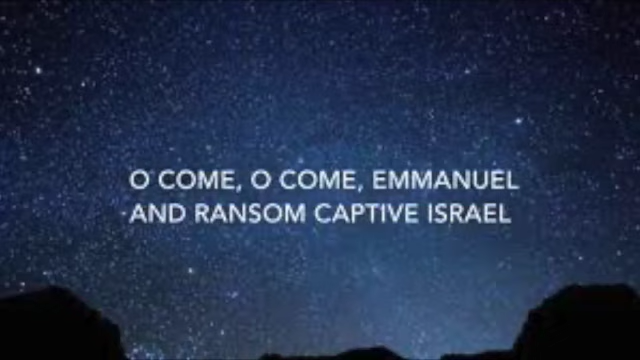 O COME, O COME, EMMANUEL
AND RANSOM CAPTIVE ISRAEL